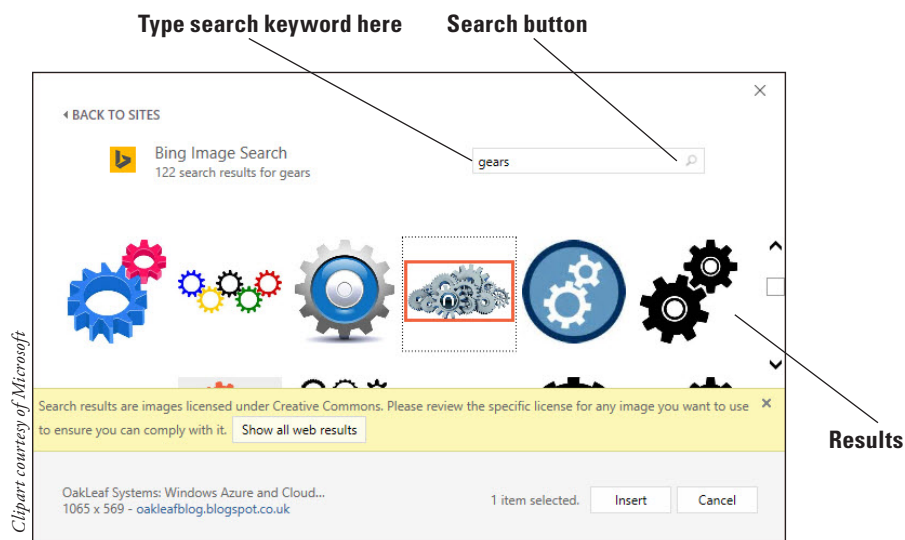 Type search keyword here Search button
BACK TO SITES
Bing Image Search
122 search results for gears
gears
Results
Search results are images licensed under Creative Commons. Please review the specific license for any image you want to use
to ensure you can comply with it. Show all web results
OakLeaf Systems: Windows Azure and Cloud...
1065 x 569 - oakleafblog.blogspot.co.uk
1 item selected. Insert Cancel
Clipart courtesy of Microsoft